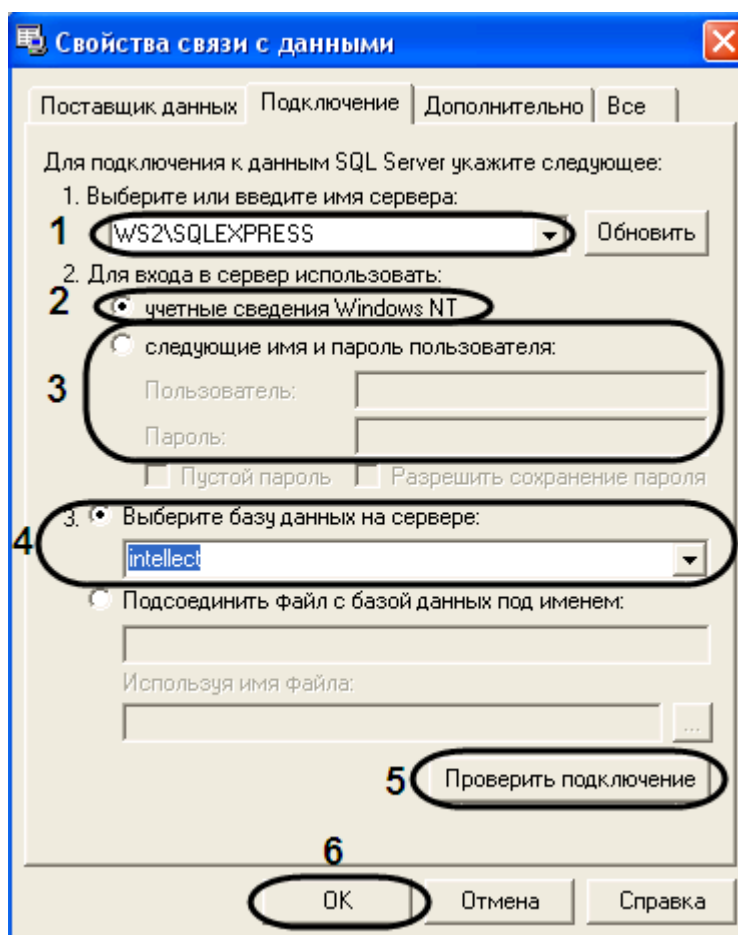 Свойства связи с данными
Поставщик данных Подключение Дополнительно Все
Для подключения к данным SQL Server укажите следующее:
1. Выберите или введите имя сервера:
1 WS2\SQLEXPRESS Обновить
2. Для входа в сервер использовать:
2 учетные сведения Windows NT
следующие имя и пароль пользователя:
3 Пользователь:
Пароль:
Пустой пароль Разрешить сохранение пароля
3. Выберите базу данных на сервере:
4 intellect
Подсоединить файл с базой данных под именем:
Используя имя файла:
...
5 Проверить подключение
6
OK Отмена Справка